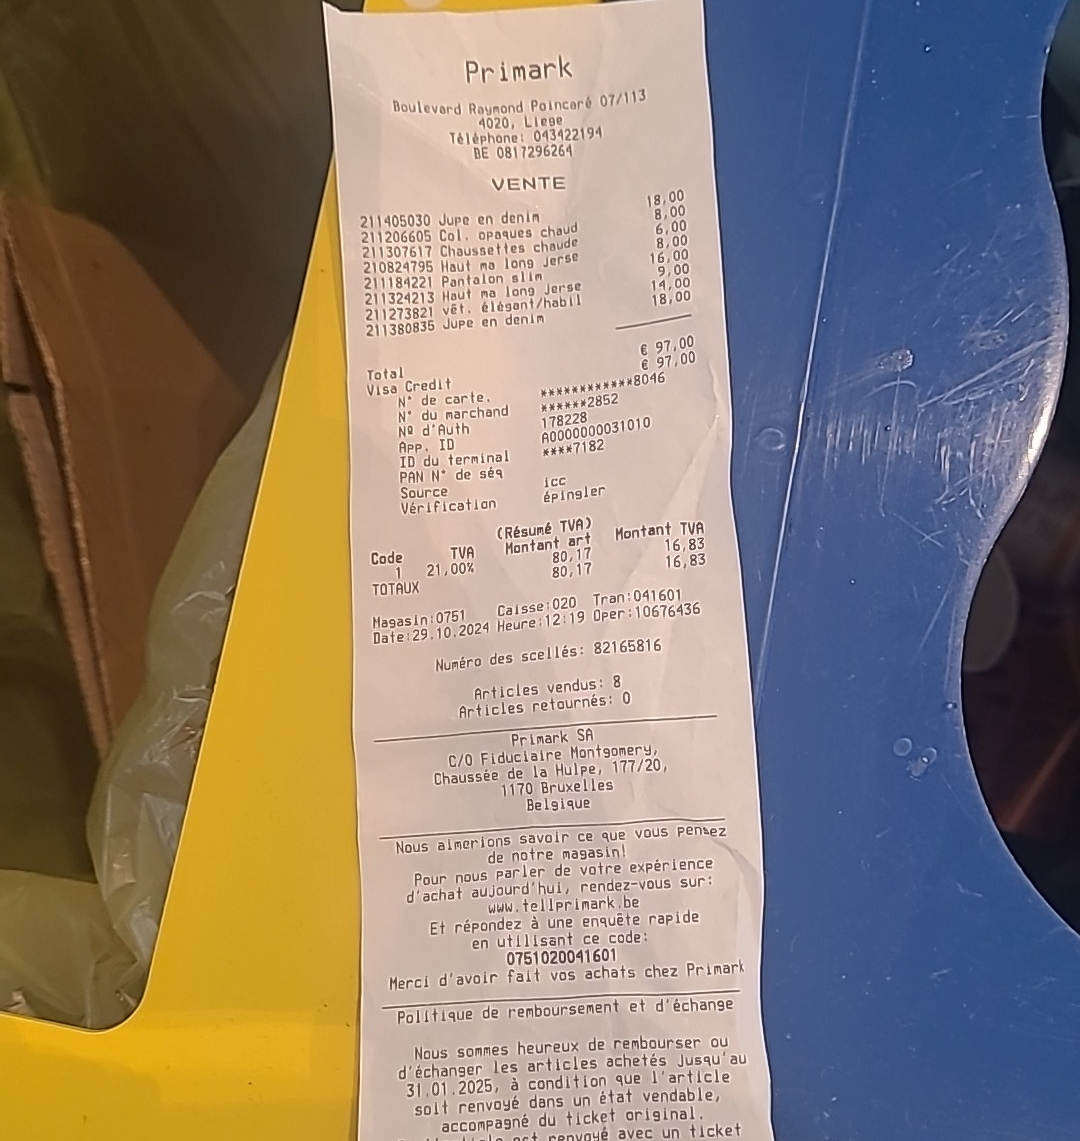 Primark
Boulevard Raymond Poincaré 07/113
4020, Liege
Téléphone: 043422194
BE 0817296264
VENTE
211405030 Jupe en denim 18,00
211206605 Col. opaques chaud 8,00
211307617 Chaussettes chaude 6,00
210824795 Haut ma long Jerse 8,00
211184221 Pantalon slim 16,00
211324213 Haut ma long Jerse 9,00
211273821 vêt. élégant/habil 14,00
211380835 Jupe en denim 18,00
Total € 97,00
Visa Credit € 97,00
N° de carte. ************8046
N° du marchand ******2852
Nº d'Auth 178228
App. ID A0000000031010
ID du terminal ****7182
PAN N° de séq
Source icc
Vérification épingler
(Résumé TVA)
Code TVA Montant art Montant TVA
1 21,00% 80,17 16,83
TOTAUX 80,17 16,83
Magasin:0751 Caisse:020 Tran:041601
Date:29.10.2024 Heure:12:19 Oper:10676436
Numéro des scellés: 82165816
Articles vendus: 8
Articles retournés: 0
Primark SA
C/O Fiduciaire Montgomery,
Chaussée de la Hulpe, 177/20,
1170 Bruxelles
Belgique
Nous aimerions savoir ce que vous pensez
de notre magasin!
Pour nous parler de votre expérience
d'achat aujourd'hui, rendez-vous sur:
www.tellprimark.be
Et répondez à une enquête rapide
en utilisant ce code:
0751020041601
Merci d'avoir fait vos achats chez Primark
Politique de remboursement et d'échange
Nous sommes heureux de rembourser ou
d'échanger les articles achetés jusqu'au
31.01.2025, à condition que l'article
soit renvoyé dans un état vendable,
accompagné du ticket original.
est renvoyé avec un ticket